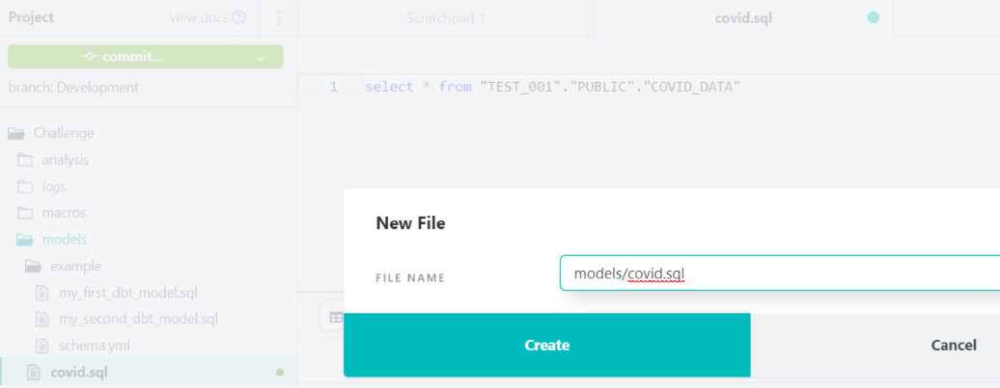 Project
view docs
commit...
branch: Development
Challenge
analysis
logs
macros
models
example
my_first_dbt_model.sql
my_second_dbt_model.sql
schema.yml
covid.sql
Scratchpad 1
covid.sql
1 select * from "TEST_001"."PUBLIC"."COVID_DATA"
New File
FILE NAME
models/covid.sql
Create
Cancel